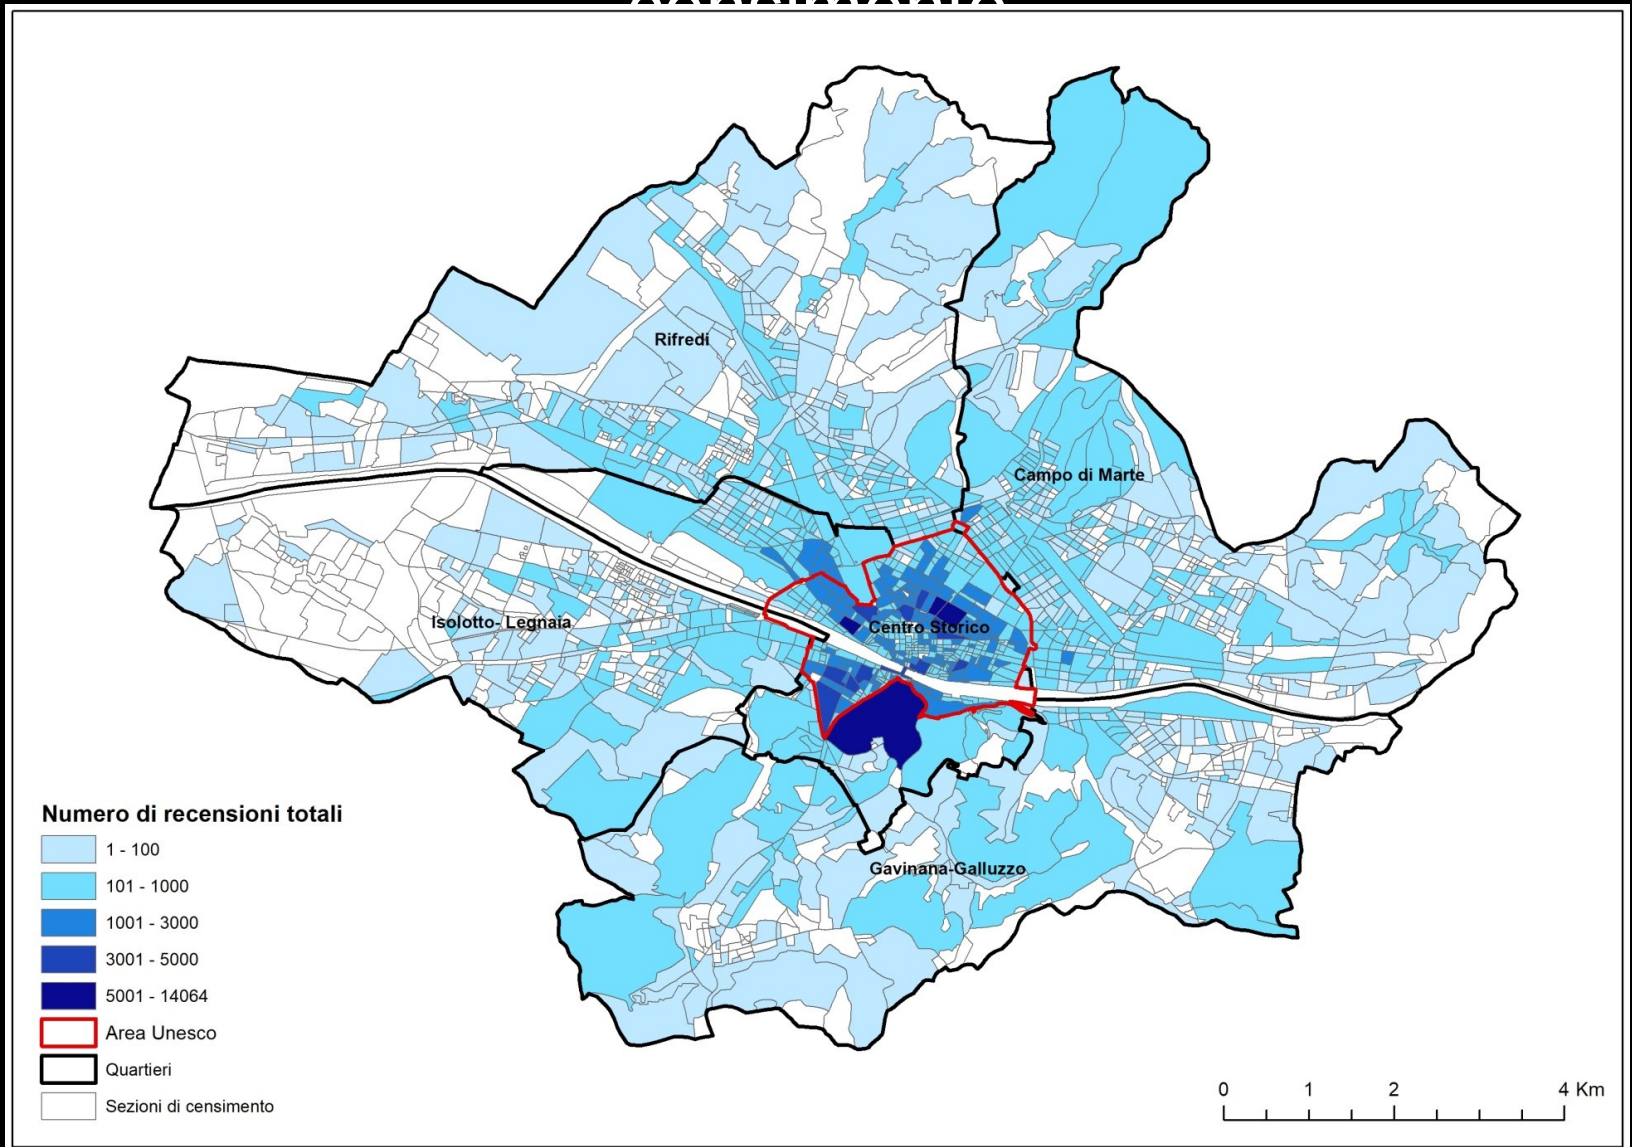 Rifredi
Campo di Marte
Isolotto- Legnaia
Centro Storico
Gavinana-Galluzzo
Numero di recensioni totali
1 - 100
101 - 1000
1001 - 3000
3001 - 5000
5001 - 14064
Area Unesco
Quartieri
Sezioni di censimento
0 1 2 4 Km